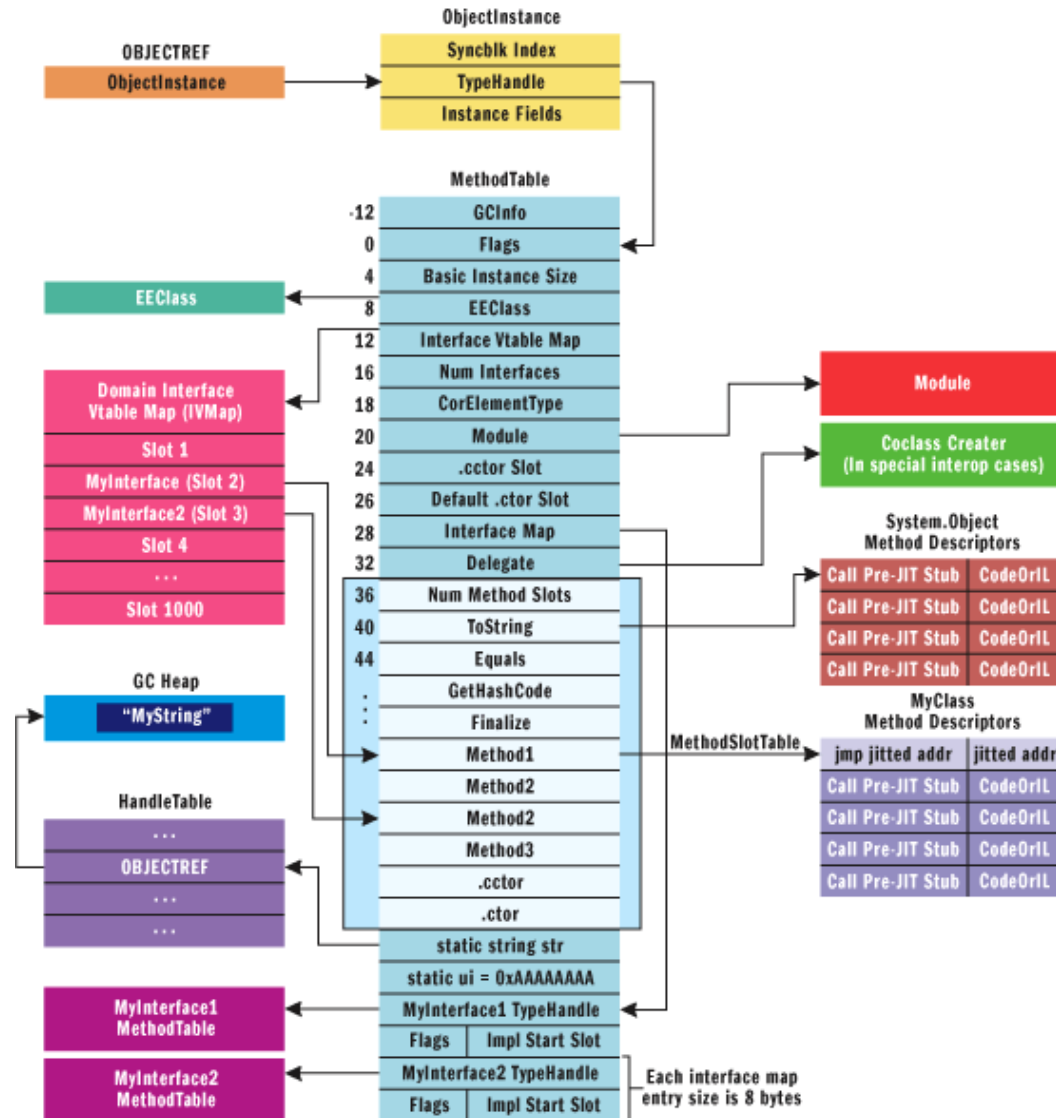 ObjectInstance
Syncblk Index
TypeHandle
Instance Fields
OBJECTREF
ObjectInstance
MethodTable
-12 GCInfo
0 Flags
4 Basic Instance Size
8 EEClass
12 Interface Vtable Map
16 Num Interfaces
18 CorElementType
20 Module
24 .cctor Slot
26 Default .ctor Slot
28 Interface Map
32 Delegate
36 Num Method Slots
40 ToString
44 Equals
GetHashCode
Finalize
Method1
Method2
Method2
Method3
.cctor
.ctor
static string str
static ui = 0xAAAAAAAA
MyInterface1 TypeHandle
Flags Impl Start Slot
MyInterface2 TypeHandle
Flags Impl Start Slot
EEClass
Domain Interface
Vtable Map (IVMap)
Slot 1
MyInterface (Slot 2)
MyInterface2 (Slot 3)
Slot 4
...
Slot 1000
GC Heap
“MyString”
HandleTable
...
OBJECTREF
...
...
MyInterface1
MethodTable
MyInterface2
MethodTable
Module
Coclass Creater
(In special interop cases)
System.Object
Method Descriptors
Call Pre-JIT Stub CodeOrIL
Call Pre-JIT Stub CodeOrIL
Call Pre-JIT Stub CodeOrIL
Call Pre-JIT Stub CodeOrIL
MyClass
Method Descriptors
MethodSlotTable
jmp jitted addr jitted addr
Call Pre-JIT Stub CodeOrIL
Call Pre-JIT Stub CodeOrIL
Call Pre-JIT Stub CodeOrIL
Call Pre-JIT Stub CodeOrIL
Each interface map
entry size is 8 bytes